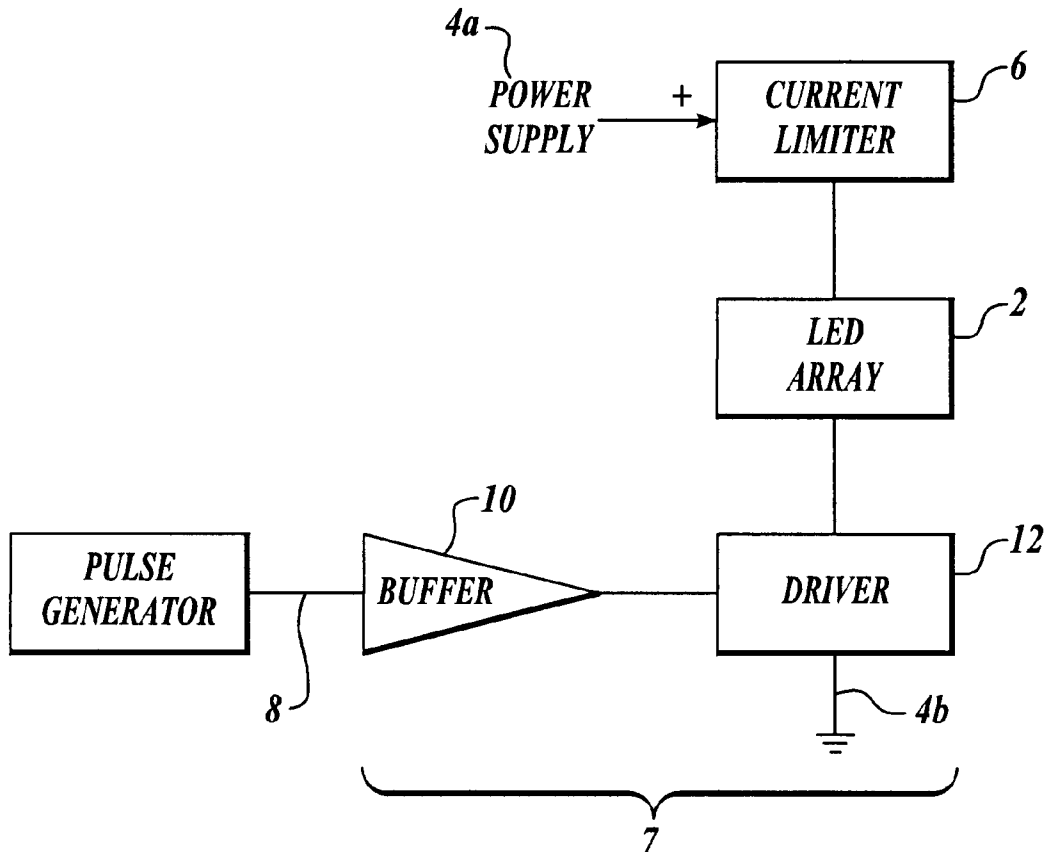 4a
POWER
SUPPLY
+
CURRENT
LIMITER
6
LED
ARRAY
2
PULSE
GENERATOR
8
BUFFER
10
DRIVER
12
4b
7